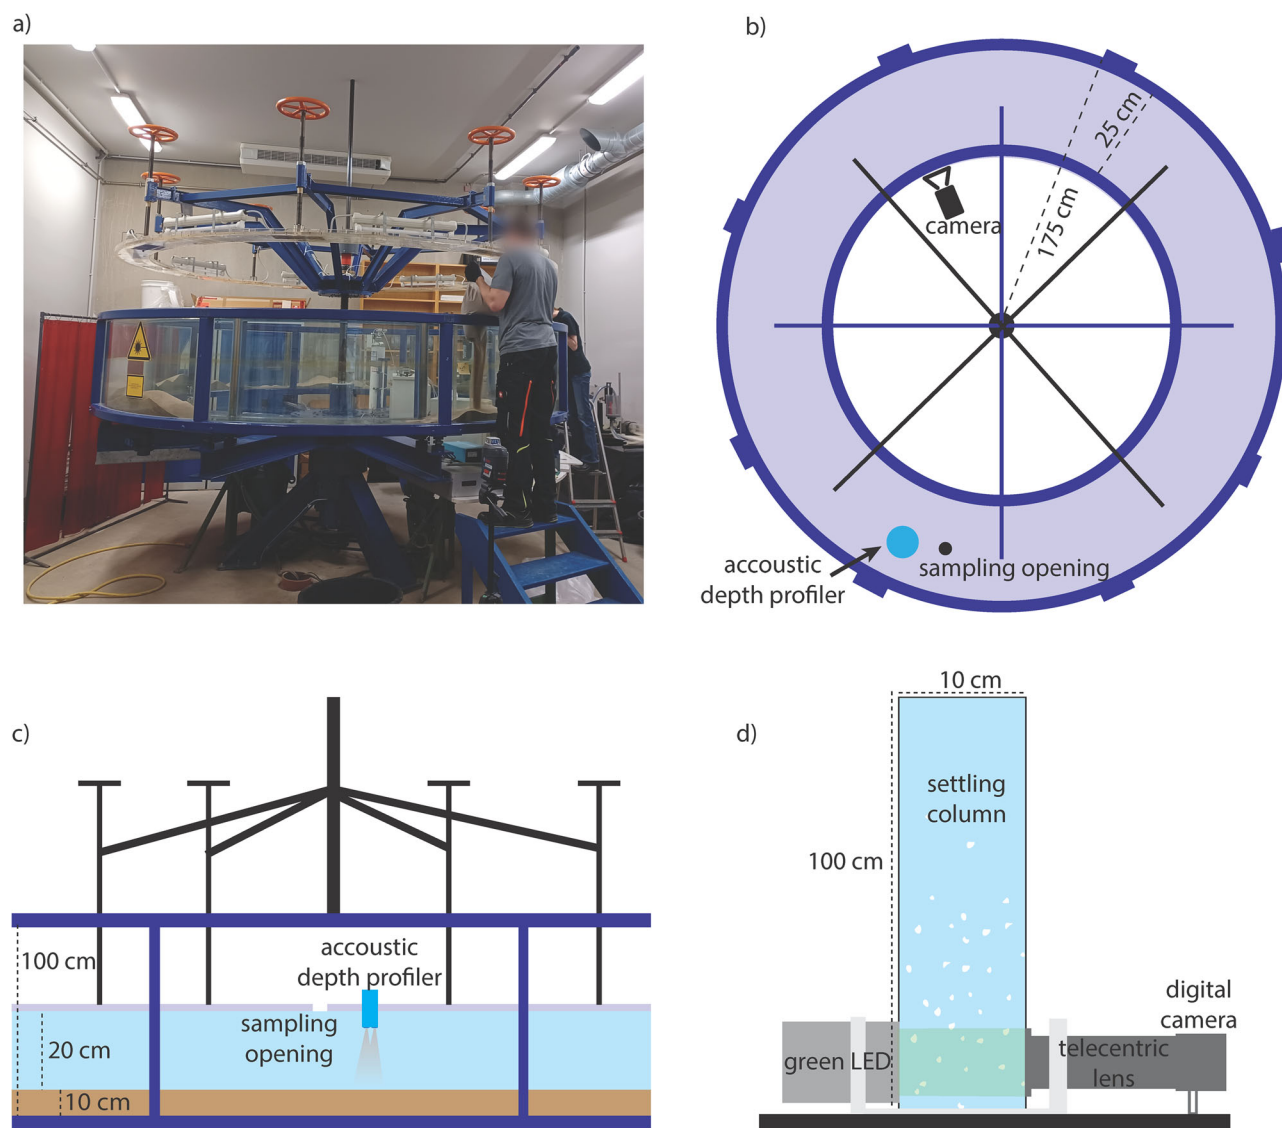 a)
b)
25 cm
175 cm
camera
accoustic
depth profiler
sampling opening
c)
100 cm
accoustic
depth profiler
sampling
opening
20 cm
10 cm
d)
10 cm
settling
column
100 cm
digital
camera
green LED
telecentric
lens